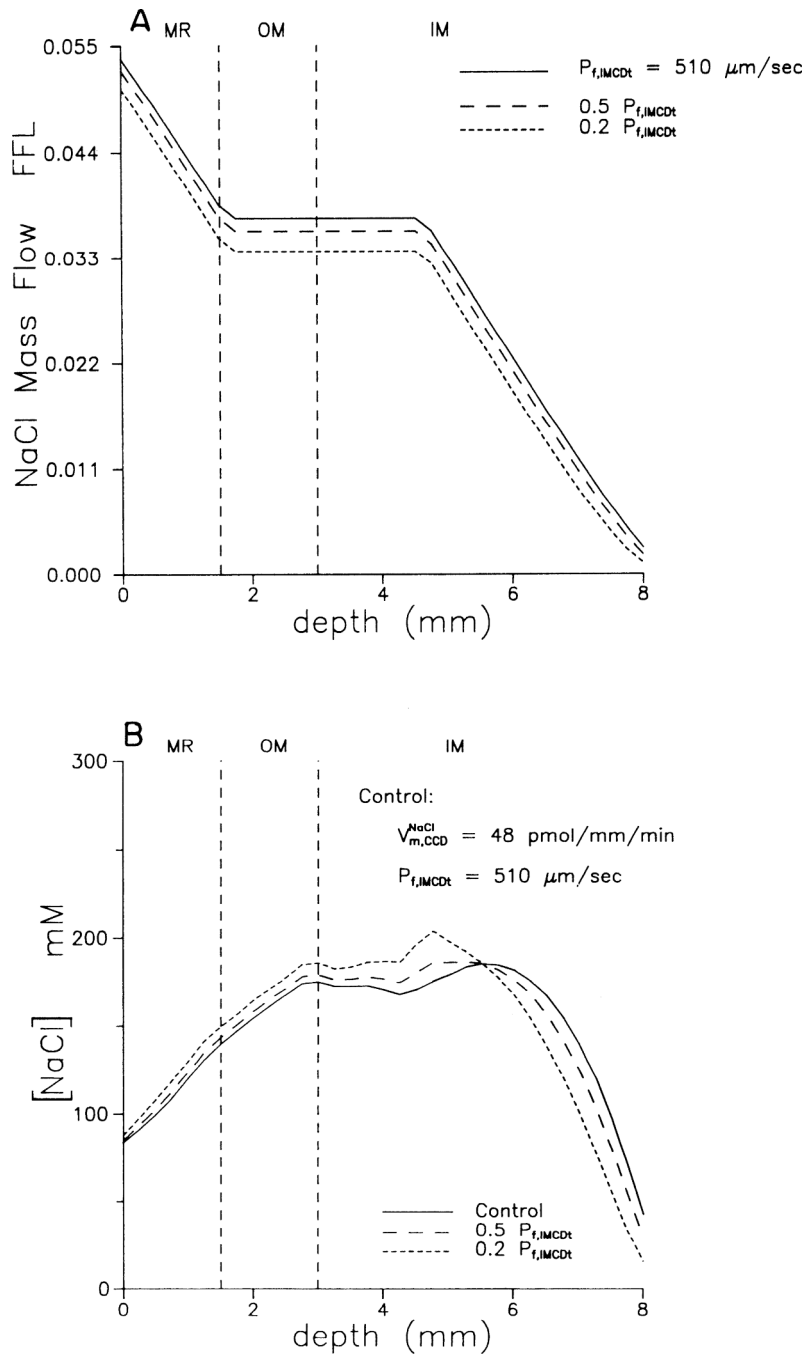 A
MR OM IM
0.055
0.044
0.033
0.022
0.011
0.000
NaCl Mass Flow FFL
P_f,IMCDt = 510 μm/sec
0.5 P_f,IMCDt
0.2 P_f,IMCDt
0 2 4 6 8
depth (mm)
B
MR OM IM
300
200
100
0
[NaCl] mM
Control:
V_m,CCD^NaCl = 48 pmol/mm/min
P_f,IMCDt = 510 μm/sec
Control
0.5 P_f,IMCDt
0.2 P_f,IMCDt
0 2 4 6 8
depth (mm)